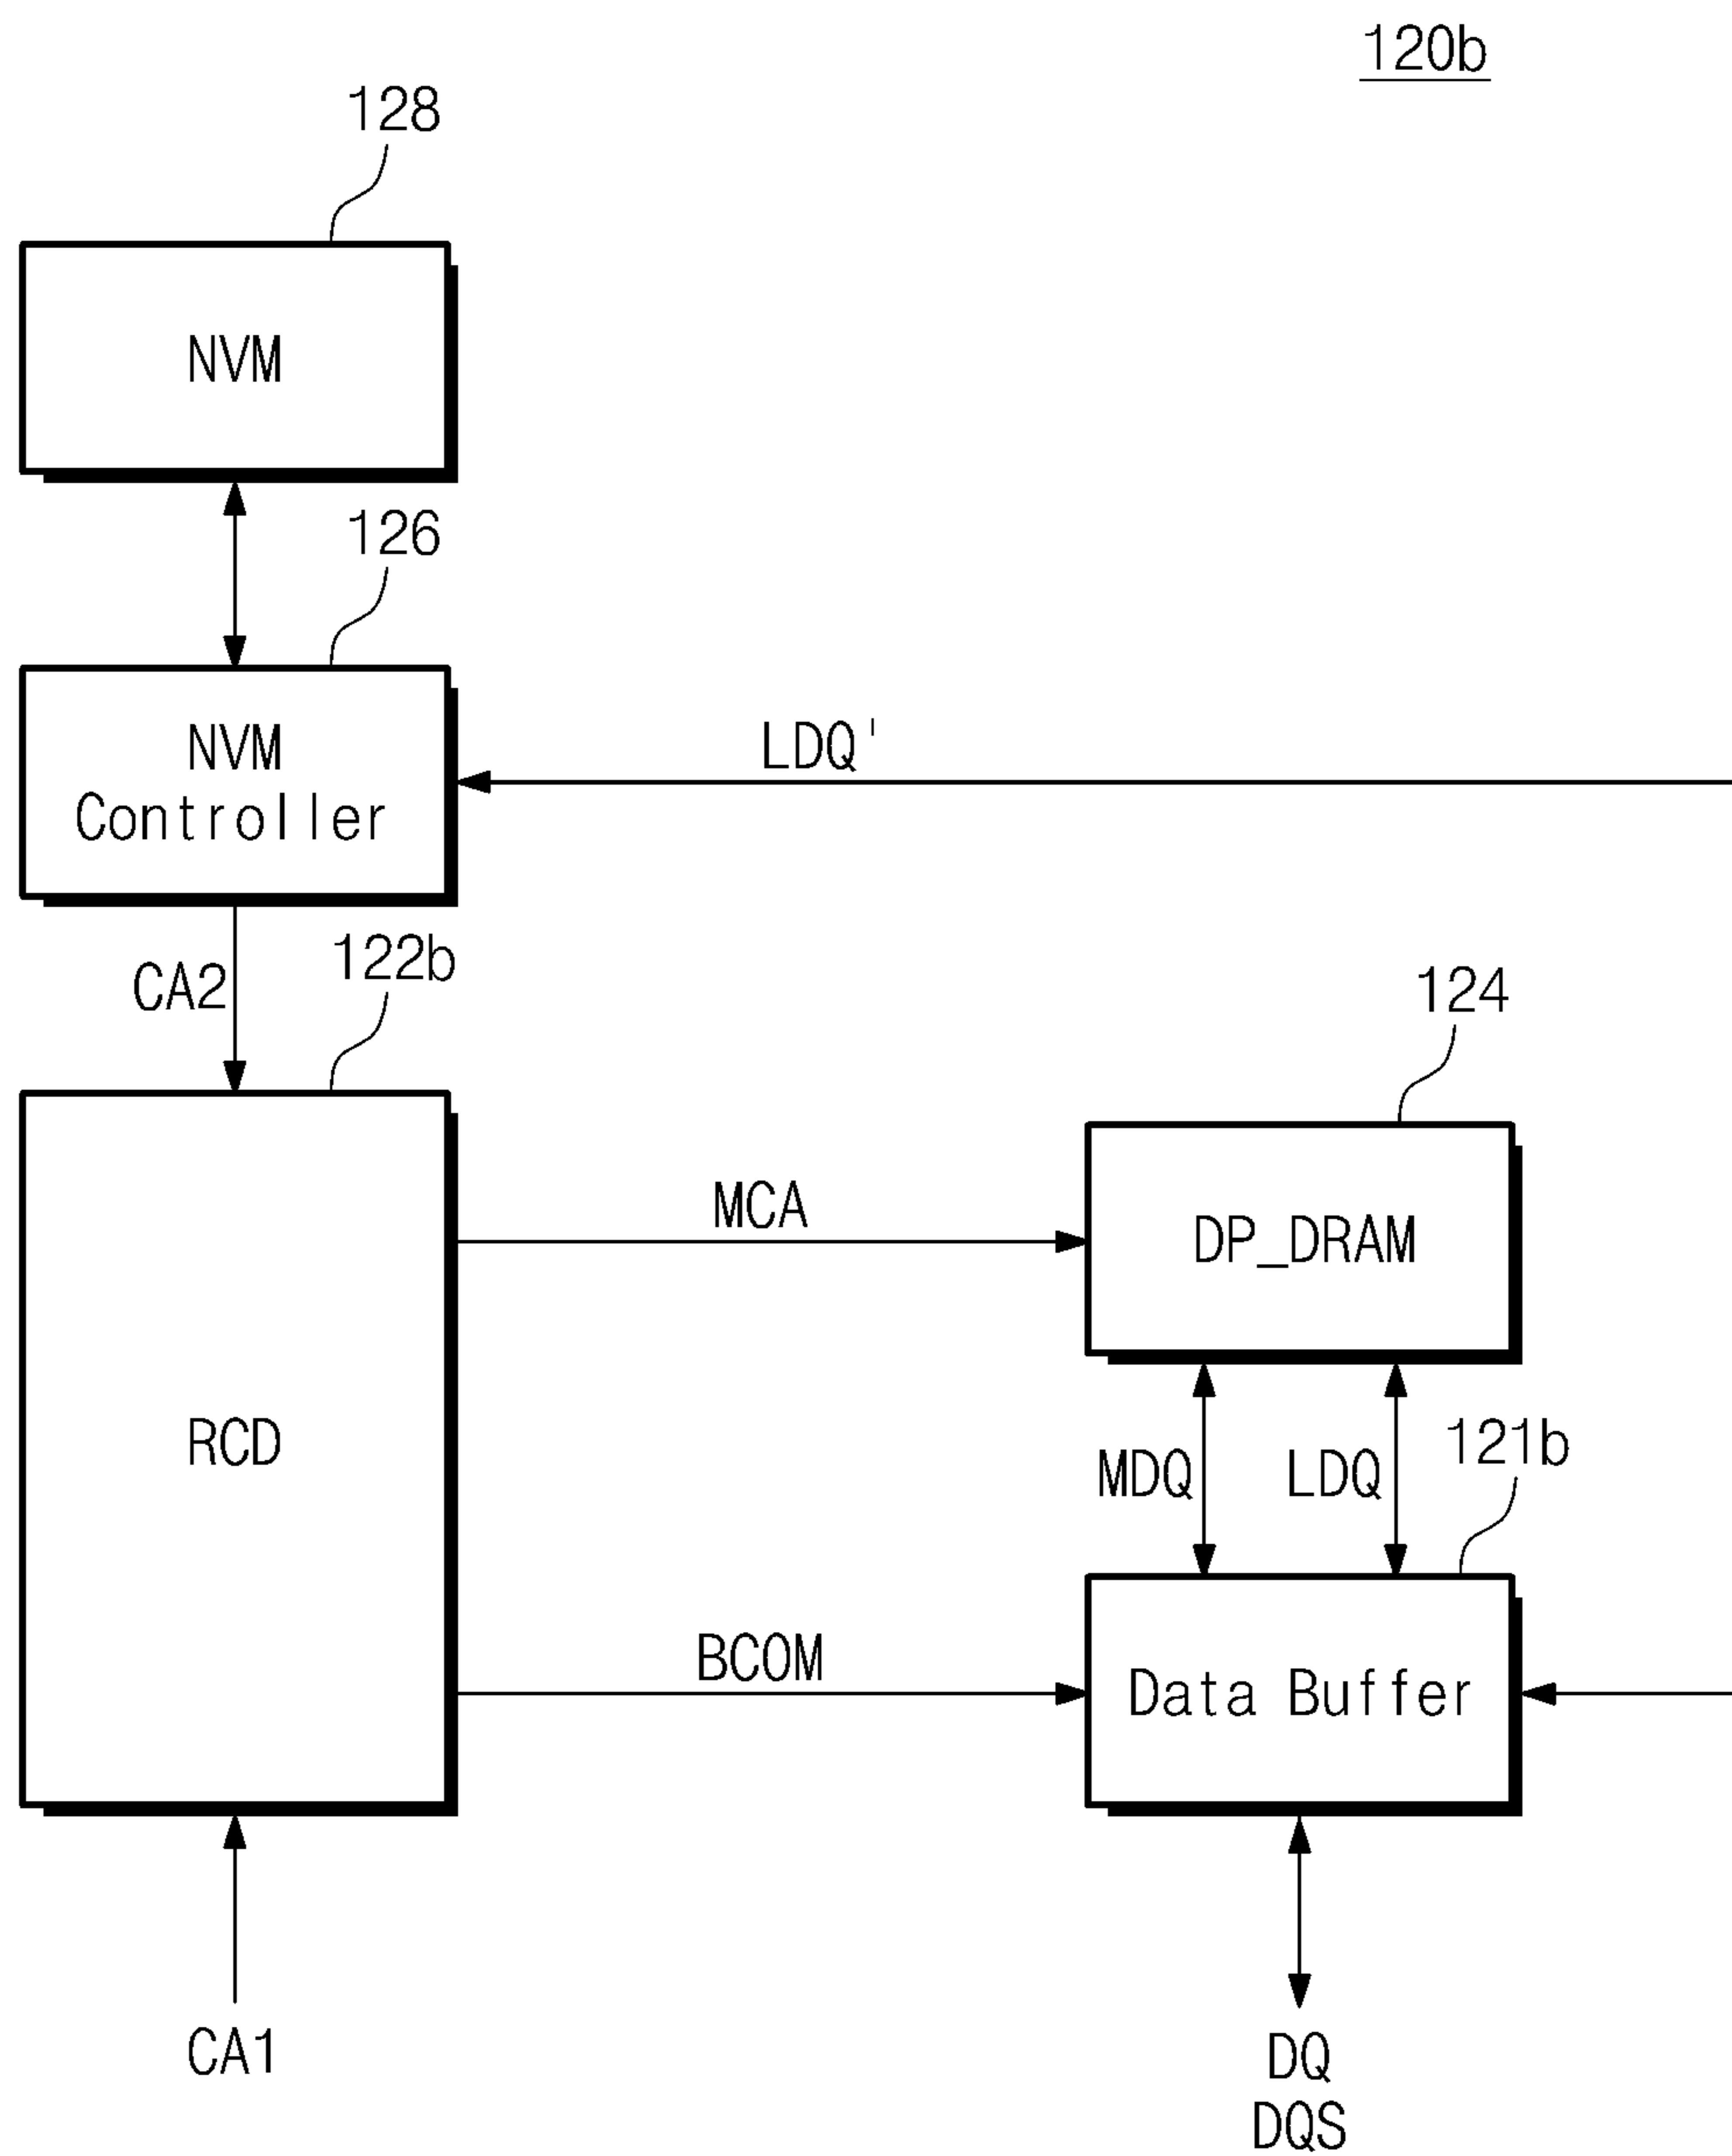 120b
128
NVM
126
NVM
Controller
LDQ'
CA2
122b
124
MCA
DP_DRAM
RCD
MDQ
LDQ
121b
BCOM
Data Buffer
CA1
DQ
DQS